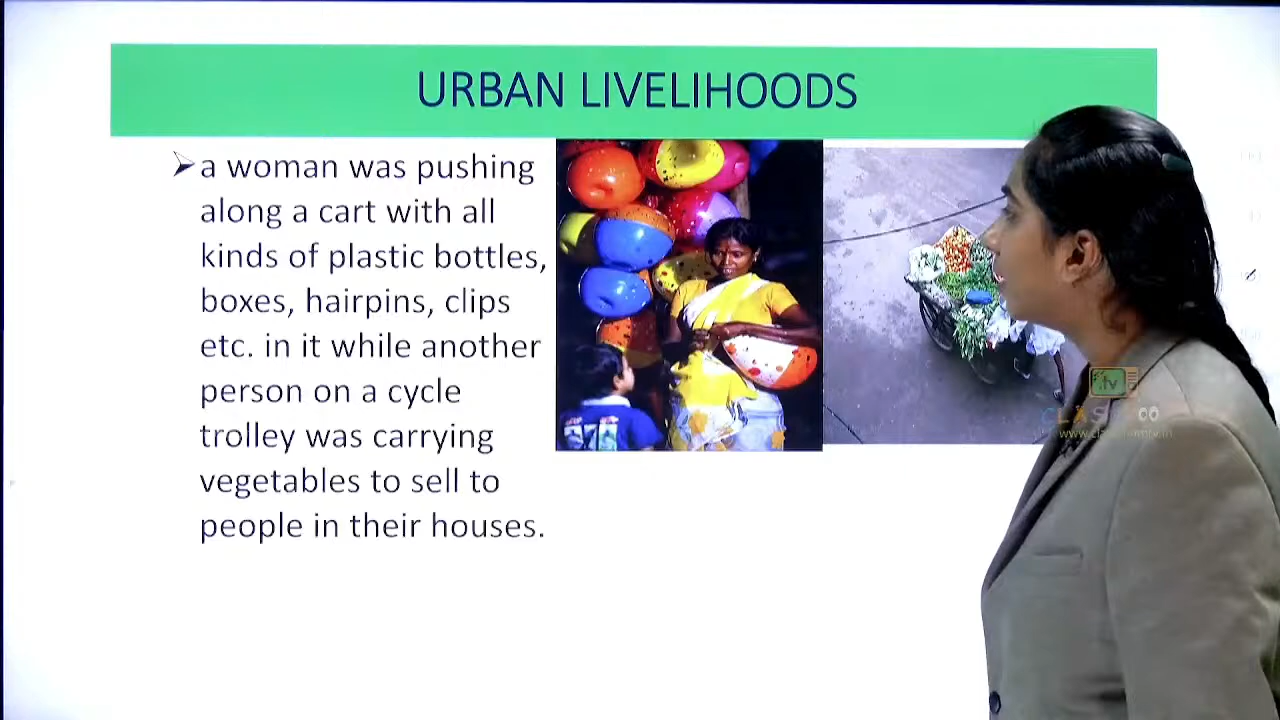 URBAN LIVELIHOODS
➢a woman was pushing
along a cart with all
kinds of plastic bottles,
boxes, hairpins, clips
etc. in it while another
person on a cycle
trolley was carrying
vegetables to sell to
people in their houses.
tv